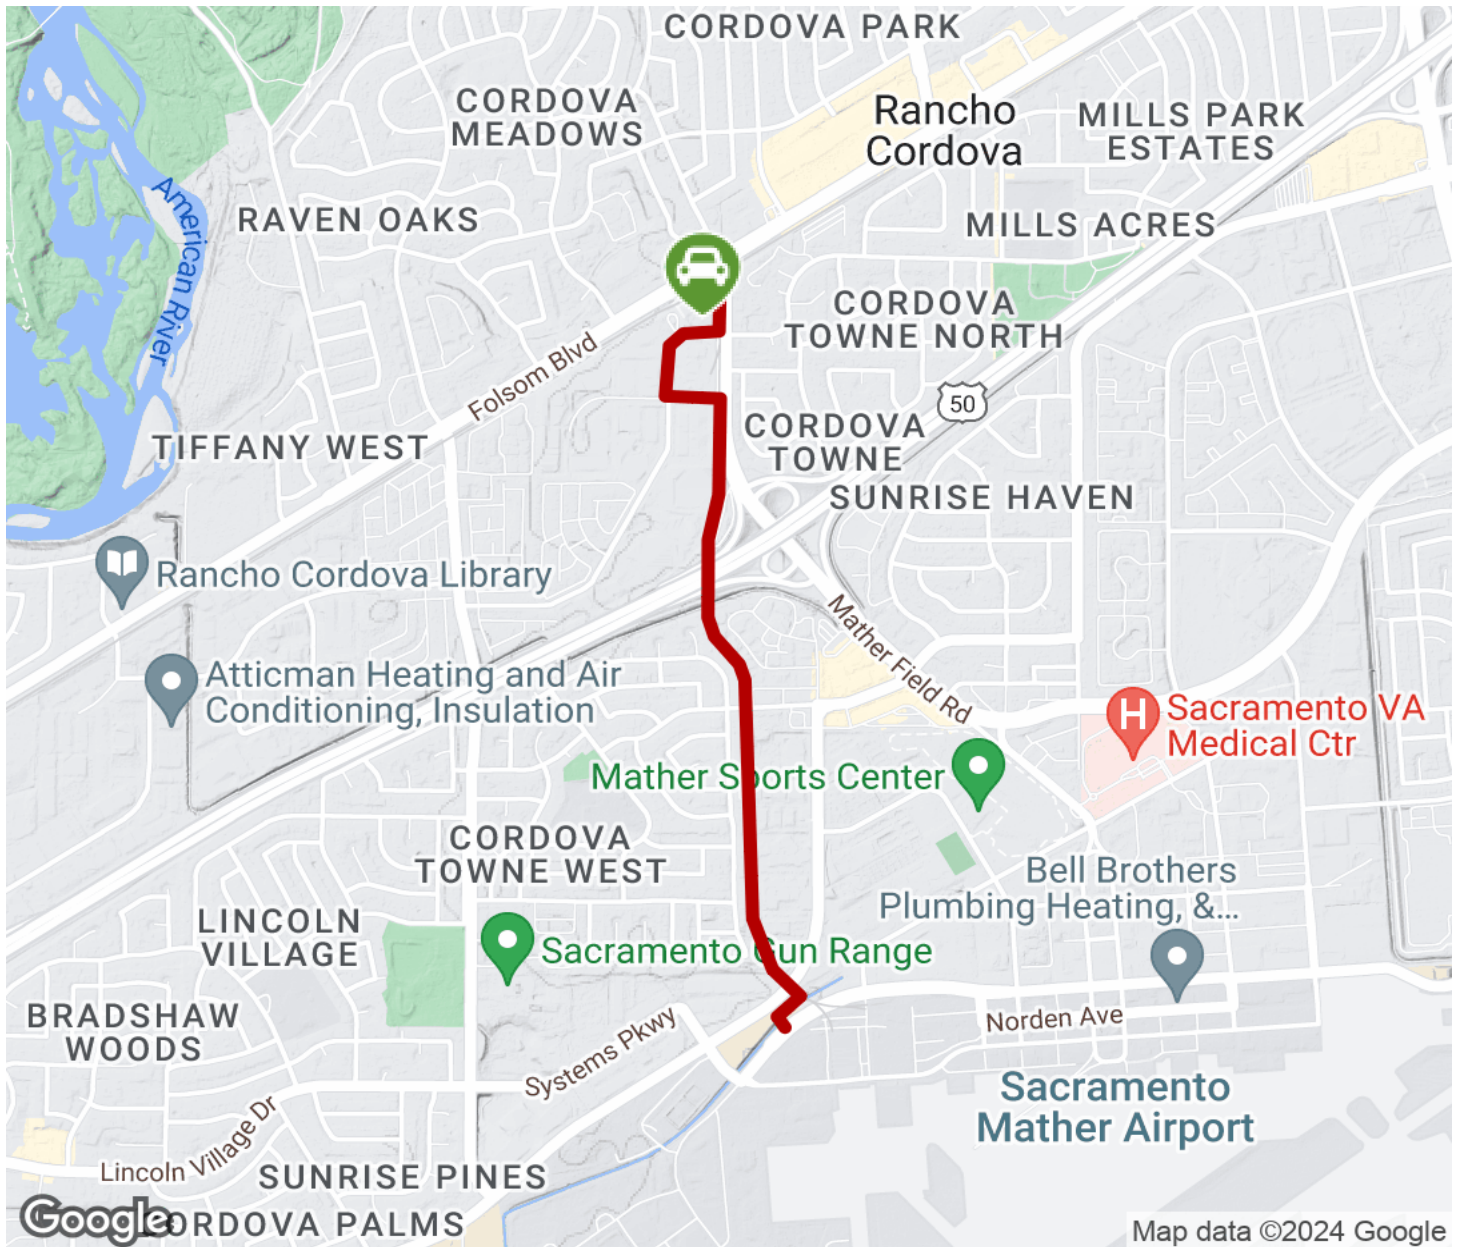 CORDOVA PARK
CORDOVA
MEADOWS
Rancho
Cordova
MILLS PARK
ESTATES
American River
RAVEN OAKS
MILLS ACRES
CORDOVA
TOWNE NORTH
Folsom Blvd
50
TIFFANY WEST
CORDOVA
TOWNE
SUNRISE HAVEN
Rancho Cordova Library
Mather Field Rd
Atticman Heating and Air
Conditioning, Insulation
H
Sacramento VA
Medical Ctr
Mather Sports Center
CORDOVA
TOWNE WEST
Bell Brothers
Plumbing Heating, &...
LINCOLN
VILLAGE
Sacramento Gun Range
BRADSHAW
WOODS
Systems Pkwy
Norden Ave
Sacramento
Mather Airport
Lincoln Village Dr
SUNRISE PINES
Google
CORDOVA PALMS
Map data ©2024 Google